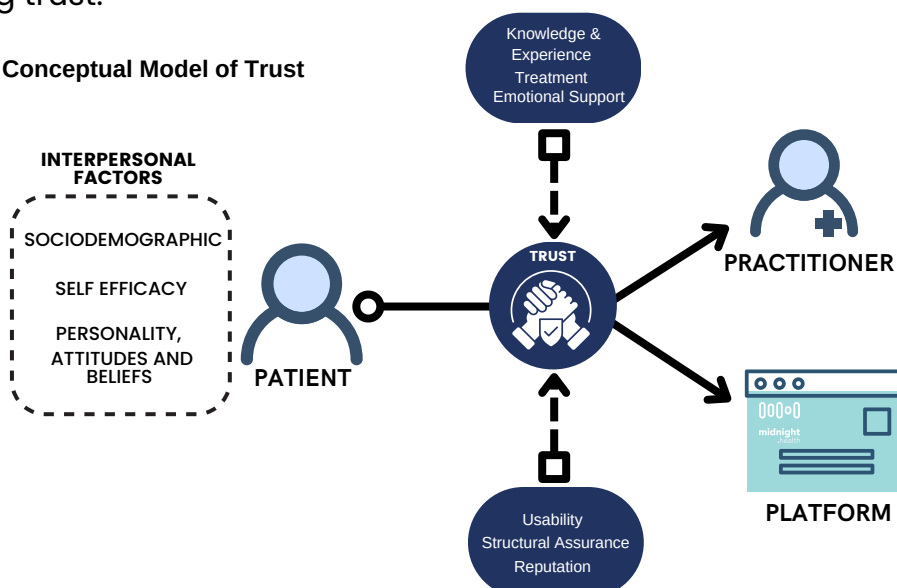 g trust.
Conceptual Model of Trust
INTERPERSONAL
FACTORS
SOCIODEMOGRAPHIC
SELF EFFICACY
PERSONALITY,
ATTITUDES AND
BELIEFS
PATIENT
Knowledge &
Experience
Treatment
Emotional Support
TRUST
Usability
Structural Assurance
Reputation
PRACTITIONER
midnight
.health
PLATFORM